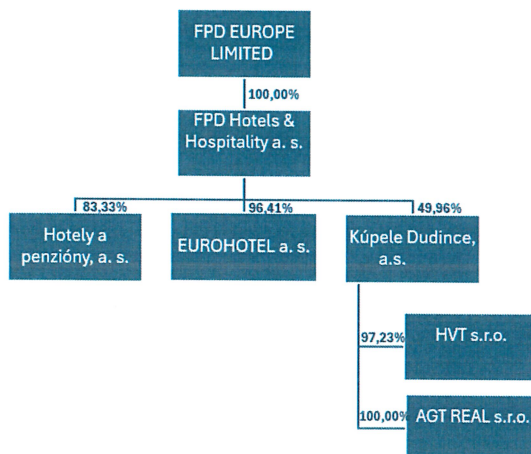 FPD EUROPE
LIMITED
100,00%
FPD Hotels &
Hospitality a. s.
83,33%
96,41%
49,96%
Hotely a
penzióny, a. s.
EUROHOTEL a. s.
Kúpele Dudince,
a.s.
97,23%
HVT s.r.o.
100,00%
AGT REAL s.r.o.